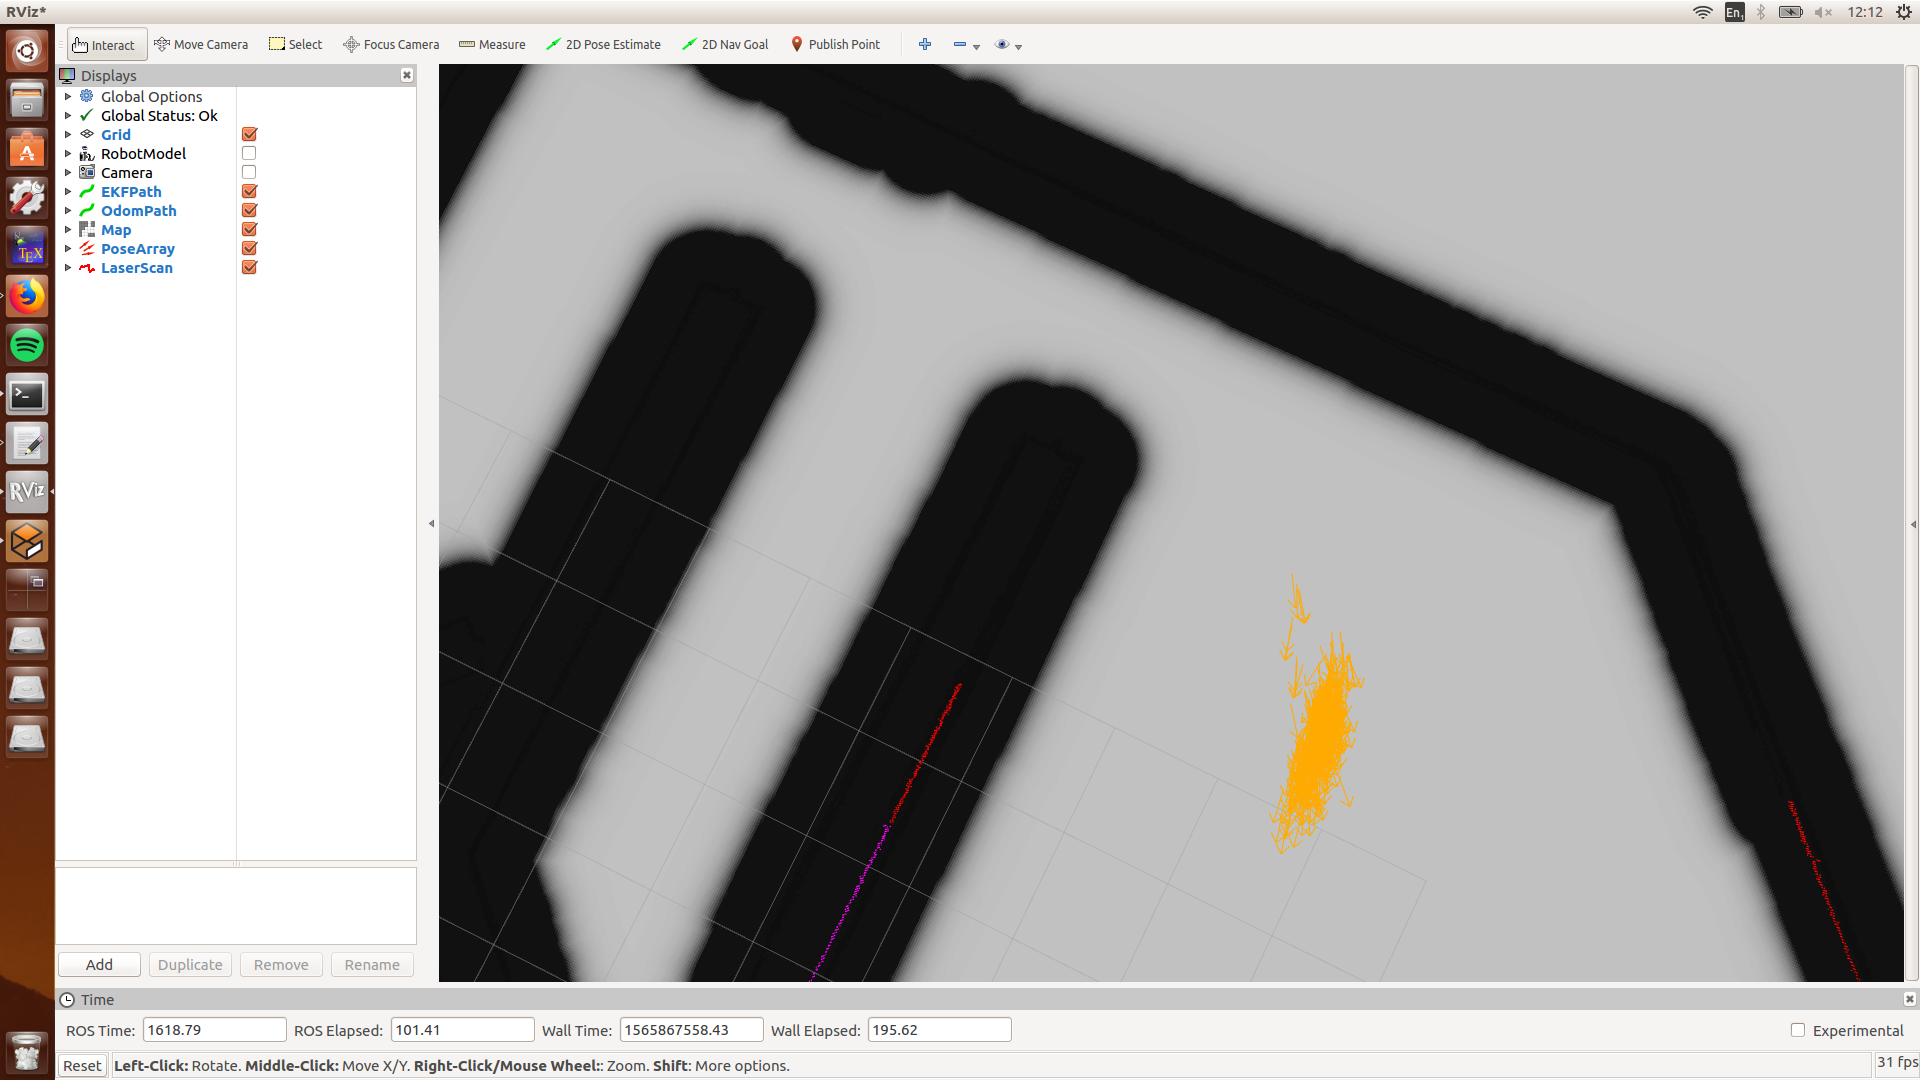 RViz*
En1
12:12
Interact
Move Camera
Select
Focus Camera
Measure
2D Pose Estimate
2D Nav Goal
Publish Point
Displays
Global Options
Global Status: Ok
Grid
RobotModel
Camera
EKFPath
OdomPath
Map
PoseArray
LaserScan
TEX
RViz
Add
Duplicate
Remove
Rename
Time
ROS Time: 1618.79 ROS Elapsed: 101.41 Wall Time: 1565867558.43 Wall Elapsed: 195.62 Experimental
Reset Left-Click: Rotate. Middle-Click: Move X/Y. Right-Click/Mouse Wheel:: Zoom. Shift: More options. 31 fps